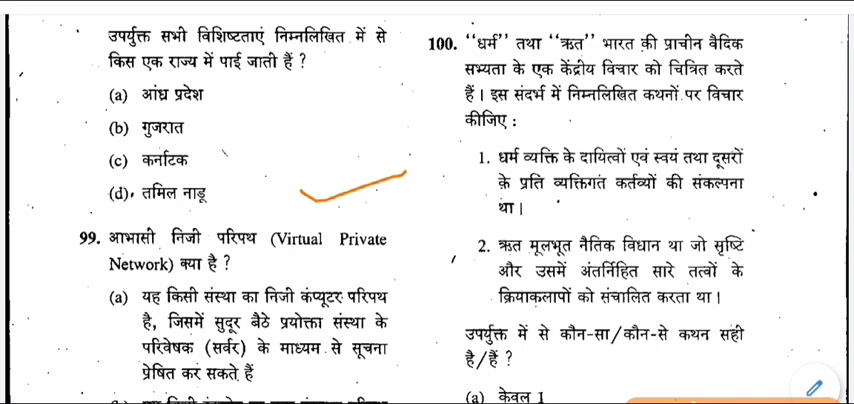 उपर्युक्त सभी विशिष्टताएं निम्नलिखित में से
किस एक राज्य में पाई जाती हैं ?
(a) आंध्र प्रदेश
(b) गुजरात
(c) कर्नाटक
(d) तमिल नाडू
99. आभासी निजी परिपथ (Virtual Private
Network) क्या है ?
(a) यह किसी संस्था का निजी कंप्यूटर परिपथ
है, जिसमें सुदूर बैठे प्रयोक्ता संस्था के
परिवेषक (सर्वर) के माध्यम से सूचना
प्रेषित कर सकते हैं
100. ‘‘धर्म’’ तथा ‘‘ऋत’’ भारत की प्राचीन वैदिक
सभ्यता के एक केंद्रीय विचार को चित्रित करते
हैं। इस संदर्भ में निम्नलिखित कथनों पर विचार
कीजिए :
1. धर्म व्यक्ति के दायित्वों एवं स्वयं तथा दूसरों
के प्रति व्यक्तिगत कर्तव्यों की संकल्पना
था।
2. ऋत मूलभूत नैतिक विधान था जो सृष्टि
और उसमें अंतर्निहित सारे तत्वों के
क्रियाकलापों को संचालित करता था।
उपर्युक्त में से कौन-सा/कौन-से कथन सही
है/हैं ?
(a) केवल 1